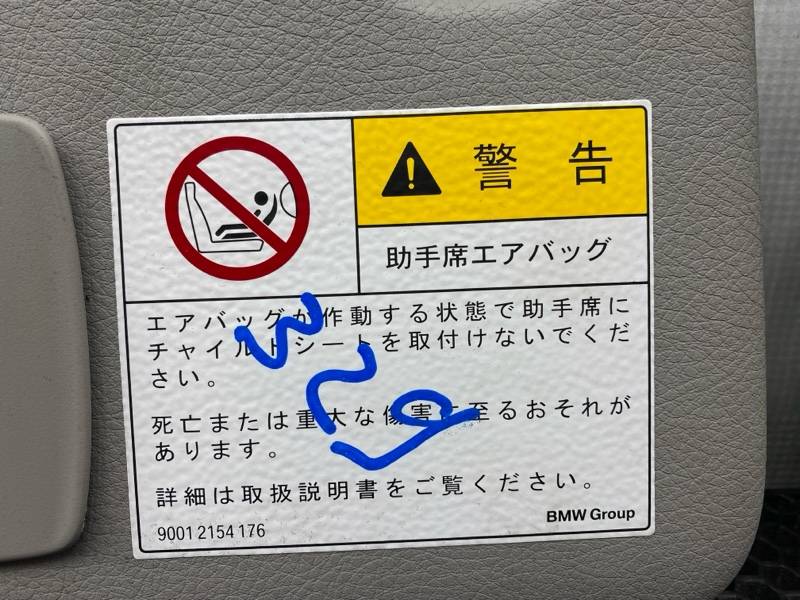 警告
助手席エアバッグ
エアバッグが作動する状態で助手席に
チャイルドシートを取付けないでくだ
さい。
死亡または重大な傷害に至るおそれが
あります。
詳細は取扱説明書をご覧ください。
9001 2154 176
BMW Group